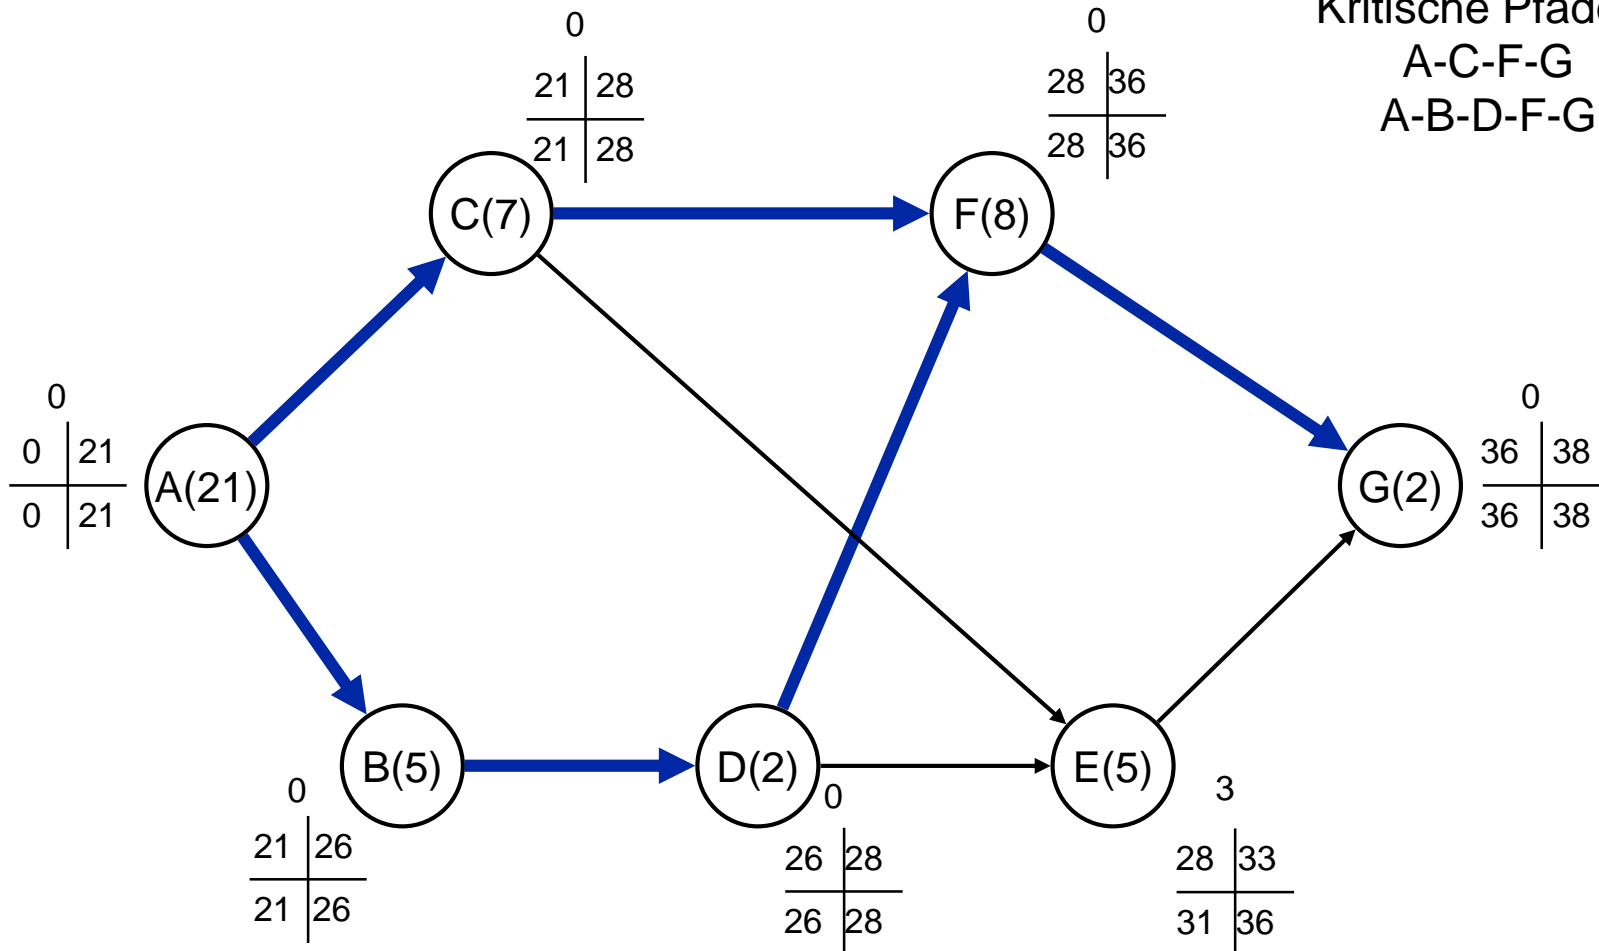 Kritische Pfade
A-C-F-G
A-B-D-F-G
0
21 28
21 28
C(7)
0
28 36
28 36
F(8)
0
0 21
0 21
A(21)
0
36 38
36 38
G(2)
B(5)
0
21 26
21 26
D(2)
0
26 28
26 28
E(5)
3
28 33
31 36